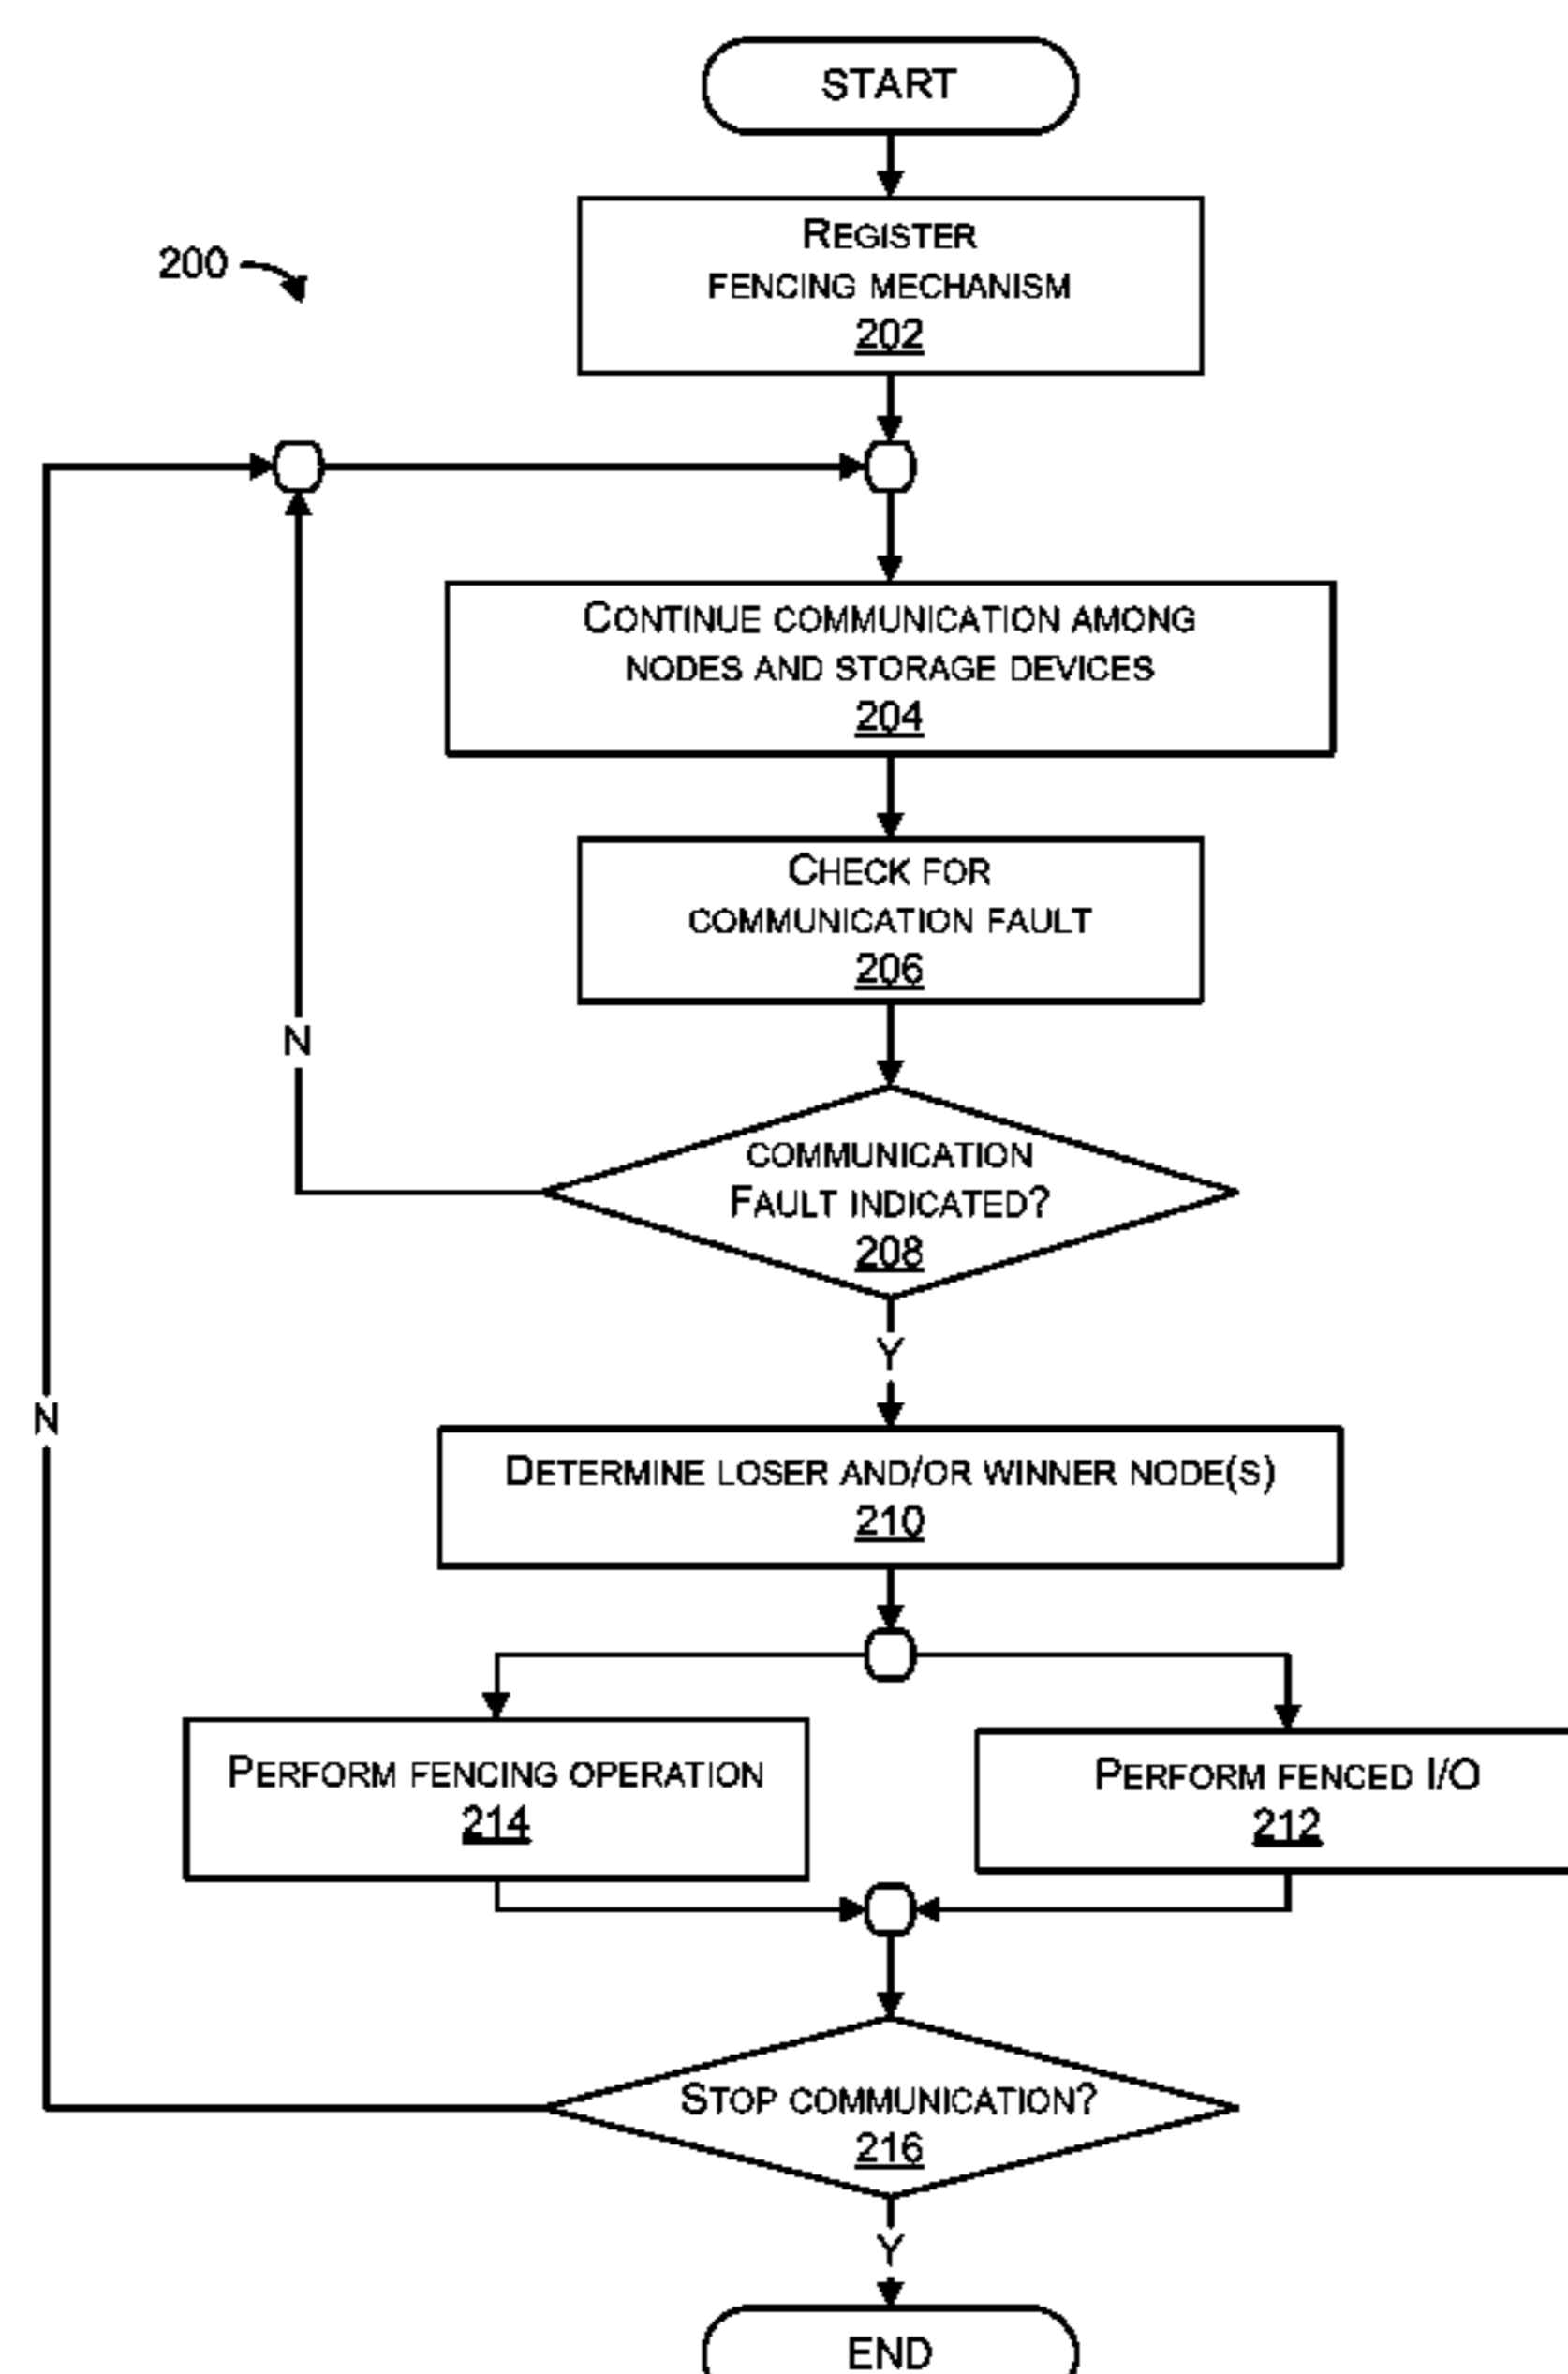 START
200
REGISTER
FENCING MECHANISM
202
CONTINUE COMMUNICATION AMONG
NODES AND STORAGE DEVICES
204
CHECK FOR
COMMUNICATION FAULT
206
N
COMMUNICATION
FAULT INDICATED?
208
Y
N
DETERMINE LOSER AND/OR WINNER NODE(S)
210
PERFORM FENCING OPERATION
214
PERFORM FENCED I/O
212
STOP COMMUNICATION?
216
Y
END